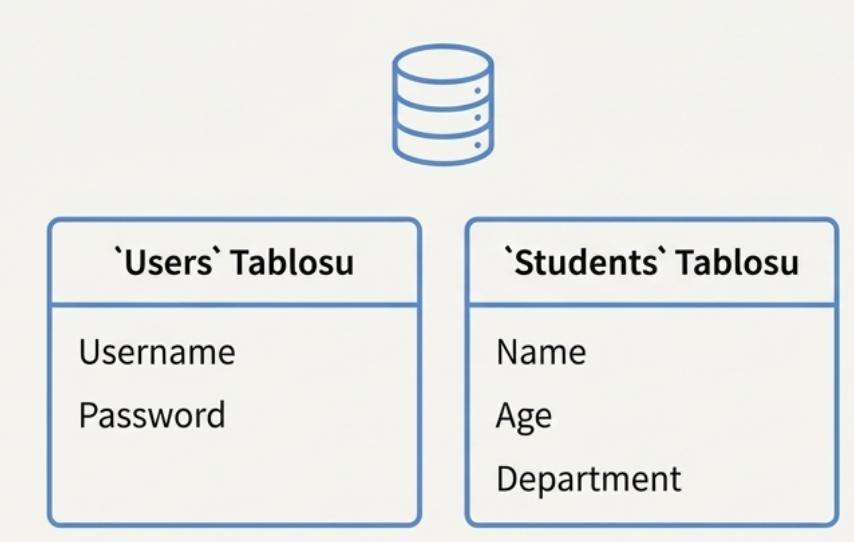 `Users` Tablosu
Username
Password
`Students` Tablosu
Name
Age
Department